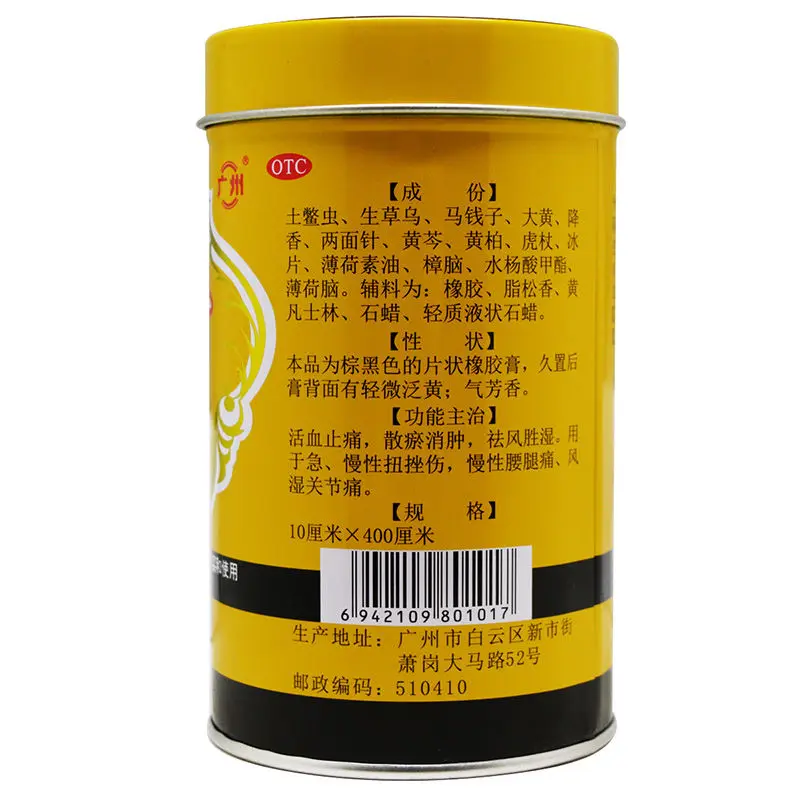 广州®
OTC
【成 份】
土鳖虫、生草乌、马钱子、大黄、降
香、两面针、黄芩、黄柏、虎杖、冰
片、薄荷素油、樟脑、水杨酸甲酯、
薄荷脑。辅料为：橡胶、脂松香、黄
凡士林、石蜡、轻质液状石蜡。
【性 状】
本品为棕黑色的片状橡胶膏，久置后
膏背面有轻微泛黄；气芳香。
【功能主治】
活血止痛，散瘀消肿，祛风胜湿。用
于急、慢性扭挫伤，慢性腰腿痛、风
湿关节痛。
【规 格】
10厘米×400厘米
使用
6 942109 801017
生产地址：广州市白云区新市街
萧岗大马路52号
邮政编码：510410